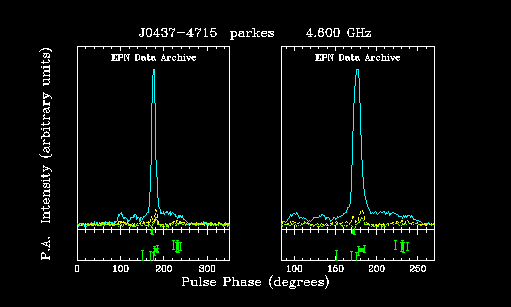 J0437-4715 parkes 4.600 GHz
EPN Data Archive EPN Data Archive
P.A. Intensity (arbitrary units)
0 100 200 300 100 150 200 250
Pulse Phase (degrees)